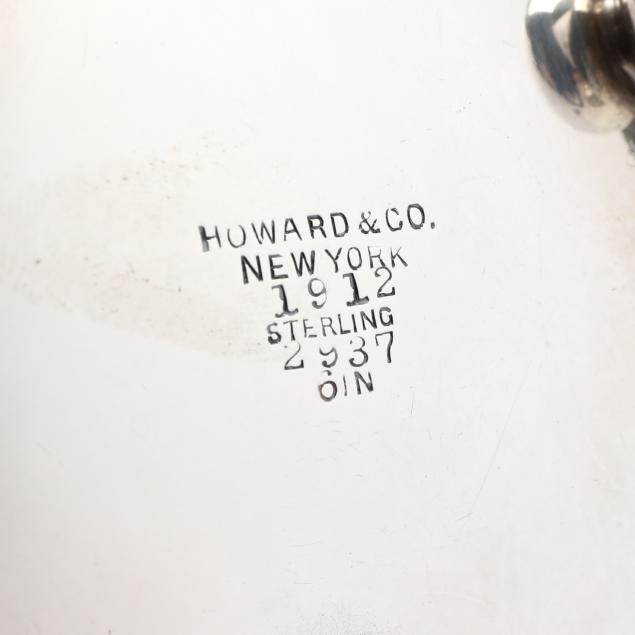 HOWARD & CO.
NEW YORK
1912
STERLING
2937
6IN